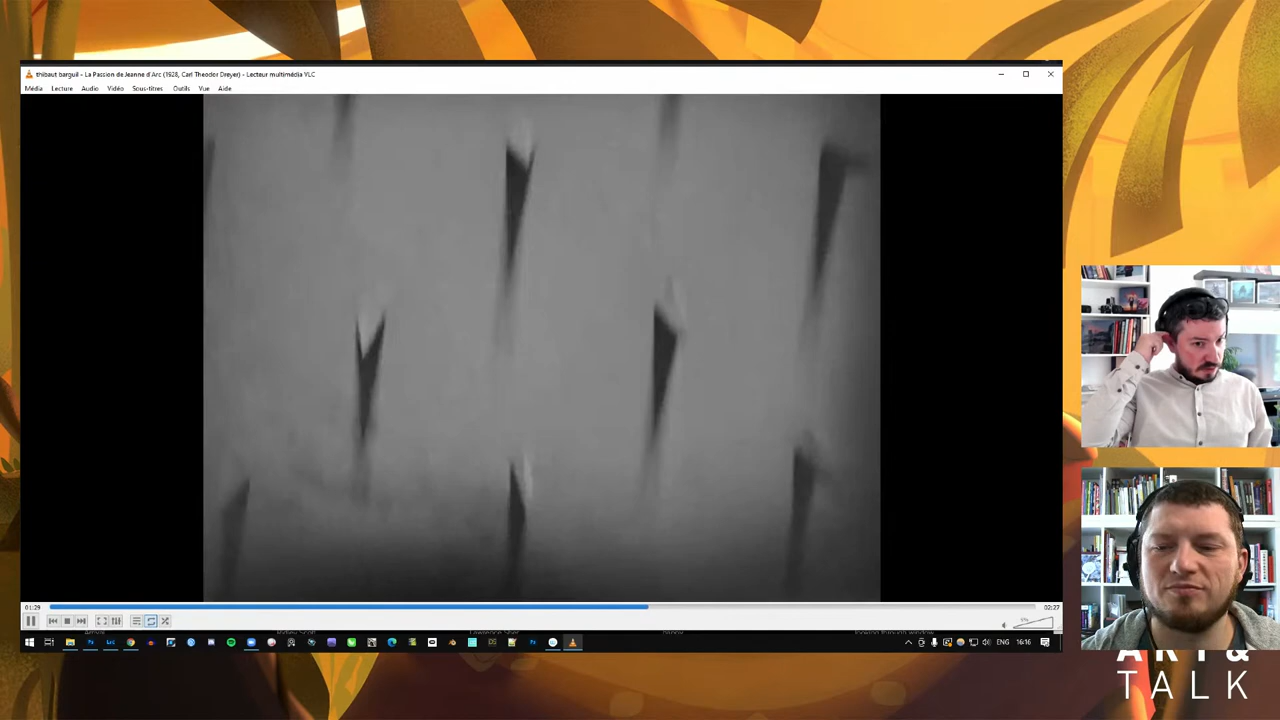 thibaut barguil - La Passion de Jeanne d'Arc (1928, Carl Theodor Dreyer) - Lecteur multimédia VLC
Média Lecture Audio Vidéo Sous-titres Outils Vue Aide
01:29 02:27
ENG 16:16
ART&
TALK